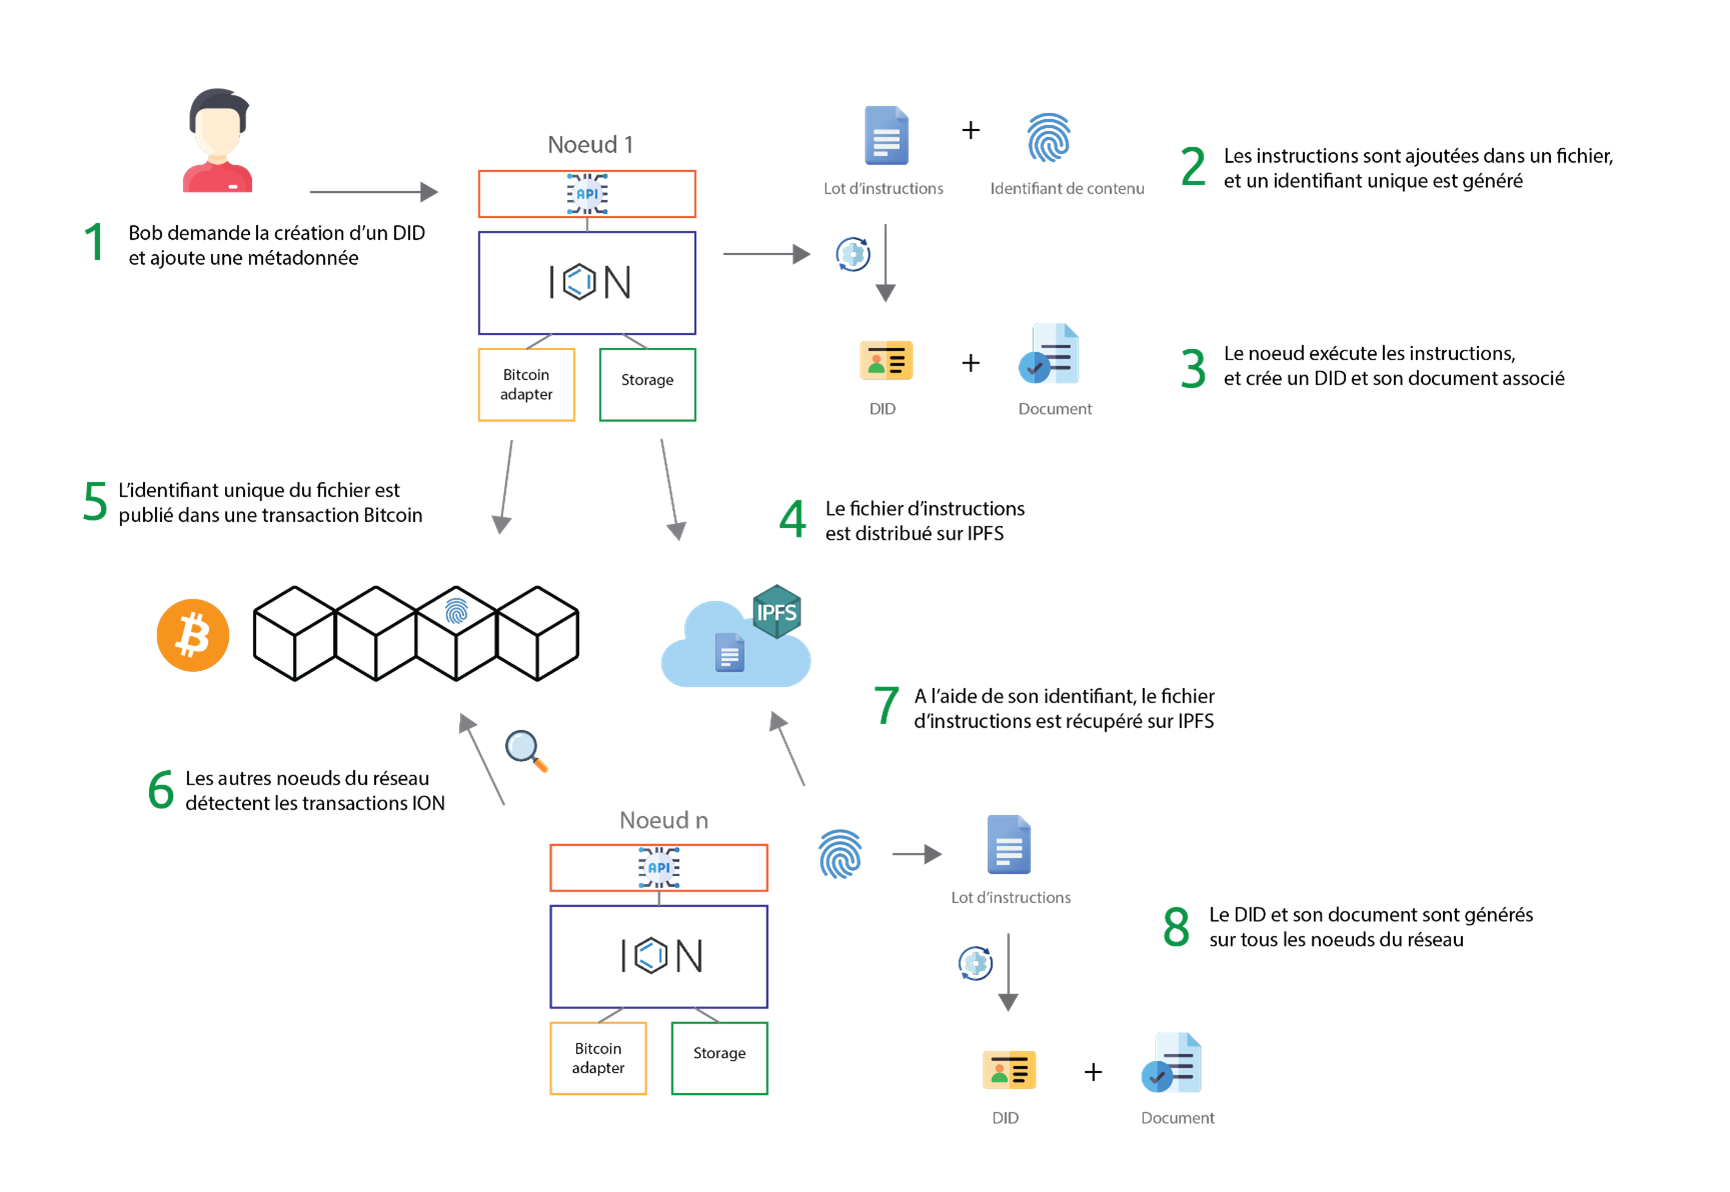 Noeud 1
API
ION
Bitcoin
adapter
Storage
1
Bob demande la création d'un DID
et ajoute une métadonnée
+
Lot d'instructions
Identifiant de contenu
2
Les instructions sont ajoutées dans un fichier,
et un identifiant unique est généré
+
DID
Document
3
Le noeud exécute les instructions,
et crée un DID et son document associé
5
L'identifiant unique du fichier est
publié dans une transaction Bitcoin
4
Le fichier d'instructions
est distribué sur IPFS
IPFS
7
A l'aide de son identifiant, le fichier
d'instructions est récupéré sur IPFS
6
Les autres noeuds du réseau
détectent les transactions ION
Noeud n
API
ION
Bitcoin
adapter
Storage
Lot d'instructions
8
Le DID et son document sont générés
sur tous les noeuds du réseau
+
DID
Document